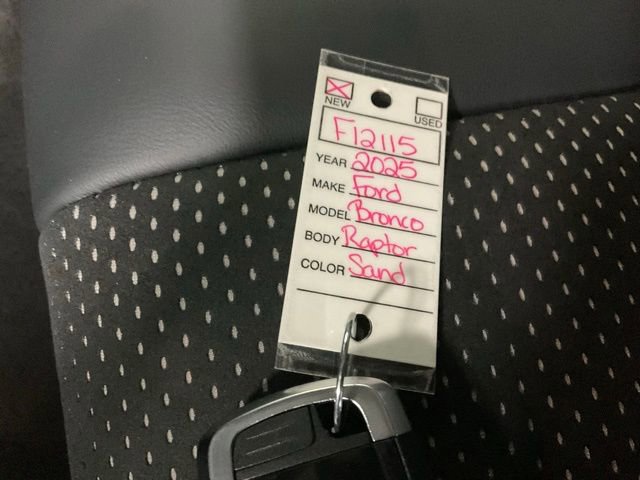 NEW USED
F12115
YEAR 2025
MAKE Ford
MODEL Bronco
BODY Raptor
COLOR Sand